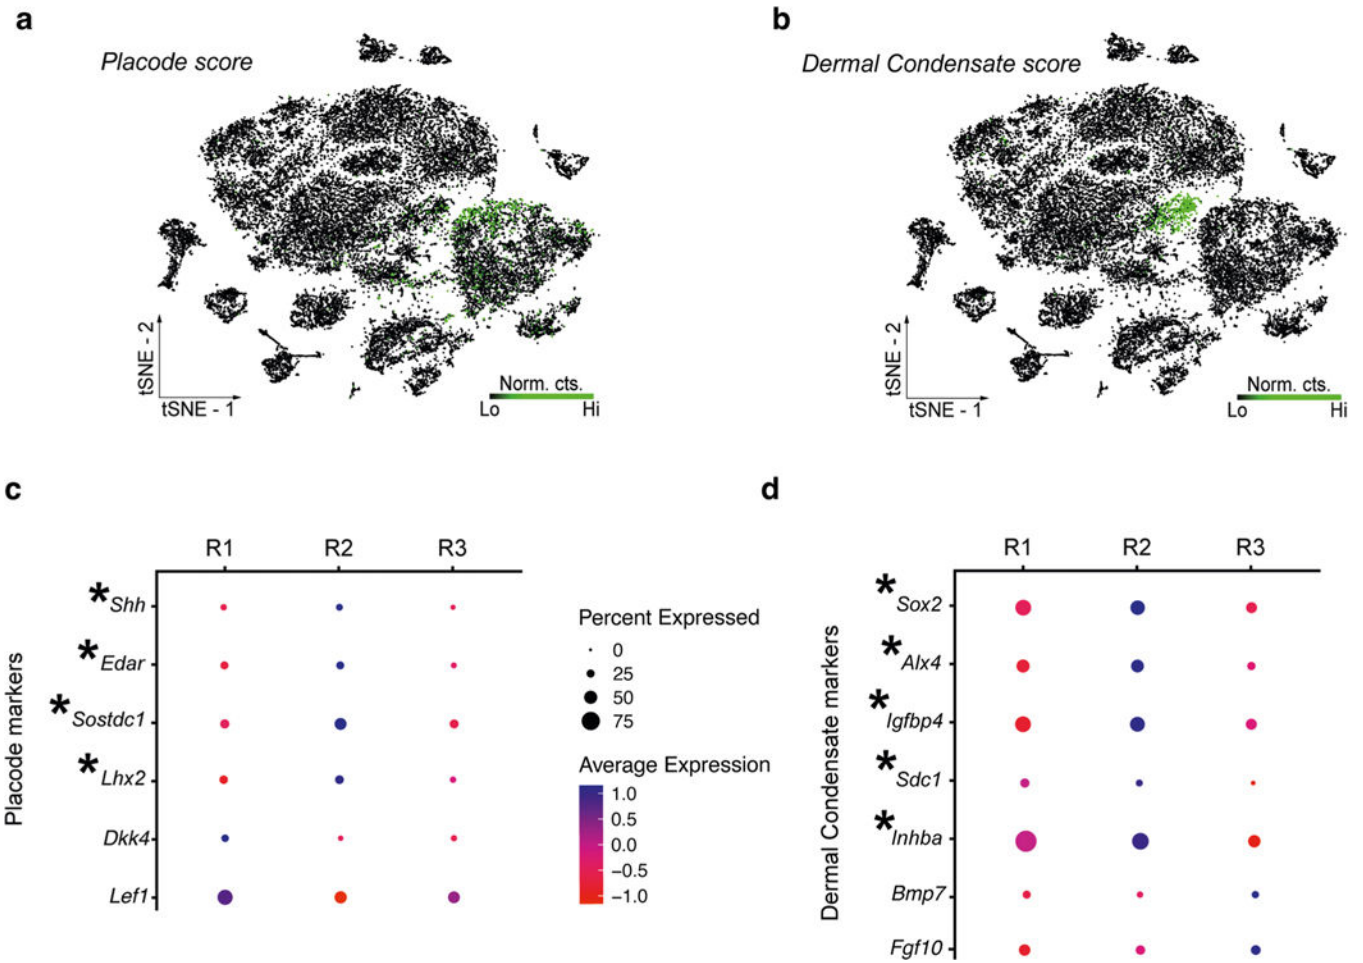 a
b
Placode score
Dermal Condensate score
tSNE - 2
tSNE - 1
Norm. cts.
Lo Hi
tSNE - 2
tSNE - 1
Norm. cts.
Lo Hi
c
R1 R2 R3
Placode markers
*Shh
*Edar
*Sostdc1
*Lhx2
Dkk4
Lef1
Percent Expressed
0
25
50
75
Average Expression
1.0
0.5
0.0
−0.5
−1.0
d
R1 R2 R3
Dermal Condensate markers
*Sox2
*Alx4
*Igfbp4
*Sdc1
*Inhba
Bmp7
Fgf10